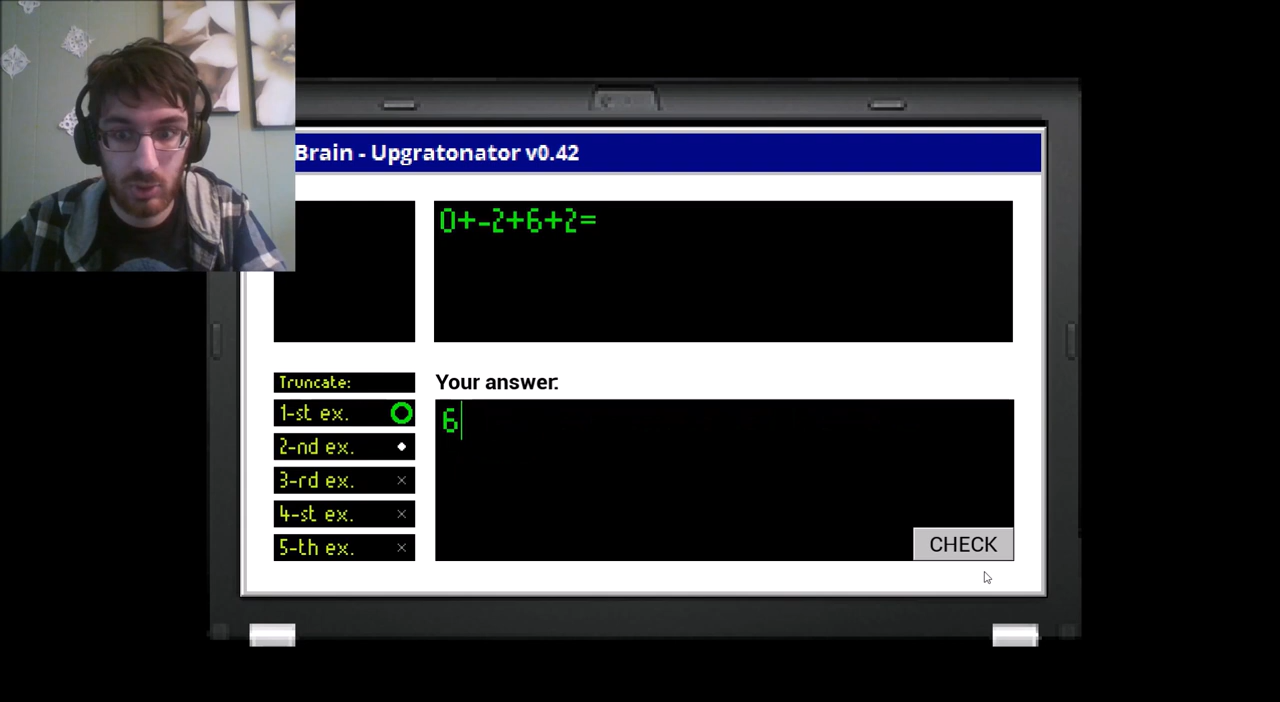 Brain - Upgratonator v0.42
0+-2+6+2=
Truncate:
1-st ex.
2-nd ex.
3-rd ex.
4-st ex.
5-th ex.
Your answer:
6
CHECK